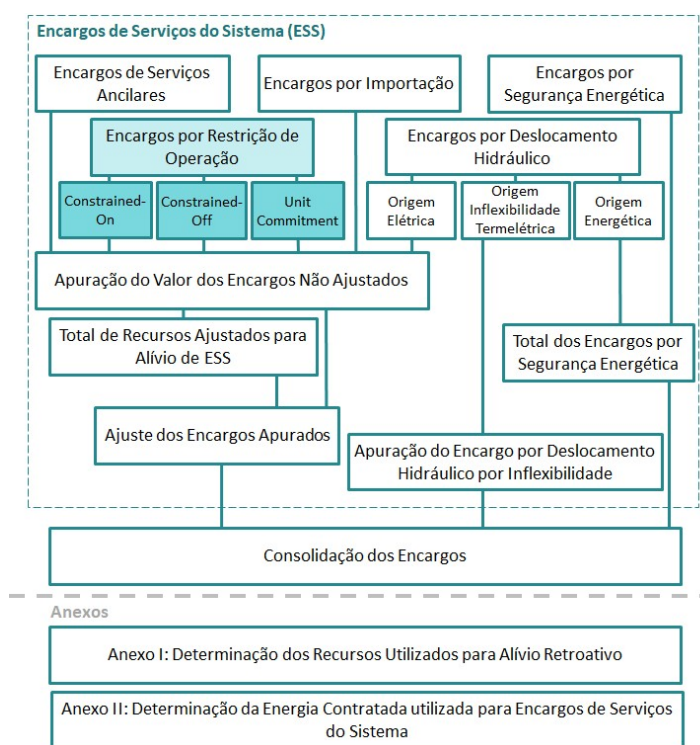 Encargos de Serviços do Sistema (ESS)
Encargos de Serviços
Ancilares
Encargos por Importação
Encargos por
Segurança Energética
Encargos por Restrição de
Operação
Encargos por Deslocamento
Hidráulico
Constrained-
On
Constrained-
Off
Unit
Commitment
Origem
Elétrica
Origem
Inflexibilidade
Termelétrica
Origem
Energética
Apuração do Valor dos Encargos Não Ajustados
Total de Recursos Ajustados para
Alívio de ESS
Total dos Encargos por
Segurança Energética
Ajuste dos Encargos Apurados
Apuração do Encargo por Deslocamento
Hidráulico por Inflexibilidade
Consolidação dos Encargos
Anexos
Anexo I: Determinação dos Recursos Utilizados para Alívio Retroativo
Anexo II: Determinação da Energia Contratada utilizada para Encargos de Serviços
do Sistema